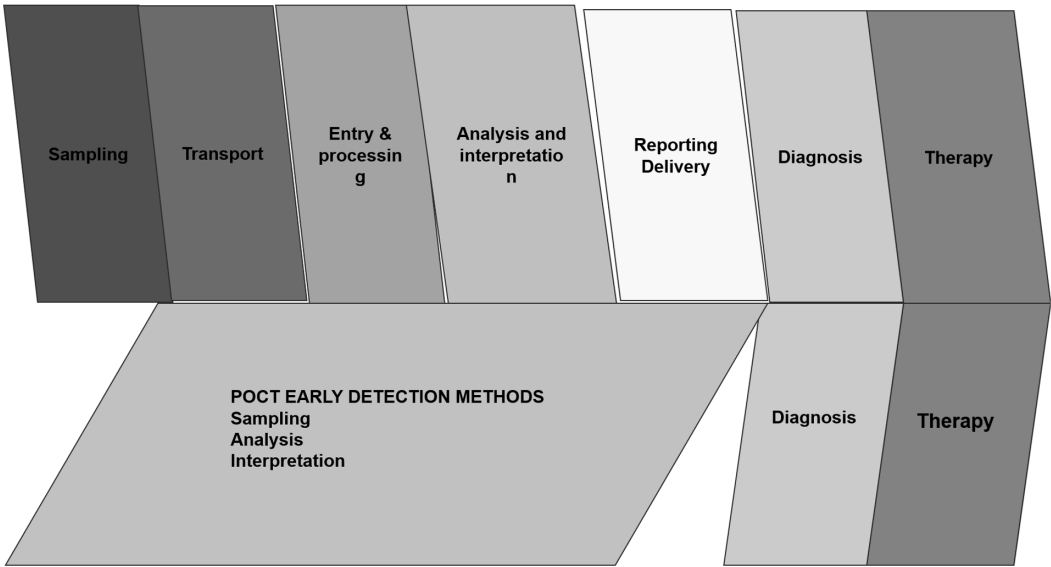 Sampling
Transport
Entry &
processin
g
Analysis and
interpretatio
n
Reporting
Delivery
Diagnosis
Therapy
POCT EARLY DETECTION METHODS
Sampling
Analysis
Interpretation
Diagnosis
Therapy